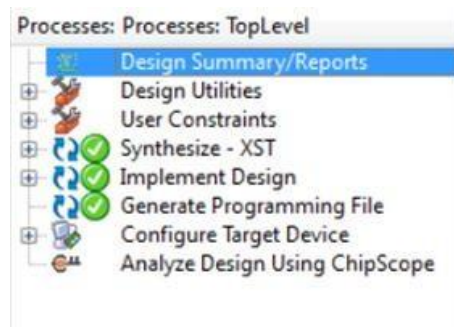 Processes: Processes: TopLevel
Design Summary/Reports
Design Utilities
User Constraints
Synthesize - XST
Implement Design
Generate Programming File
Configure Target Device
Analyze Design Using ChipScope